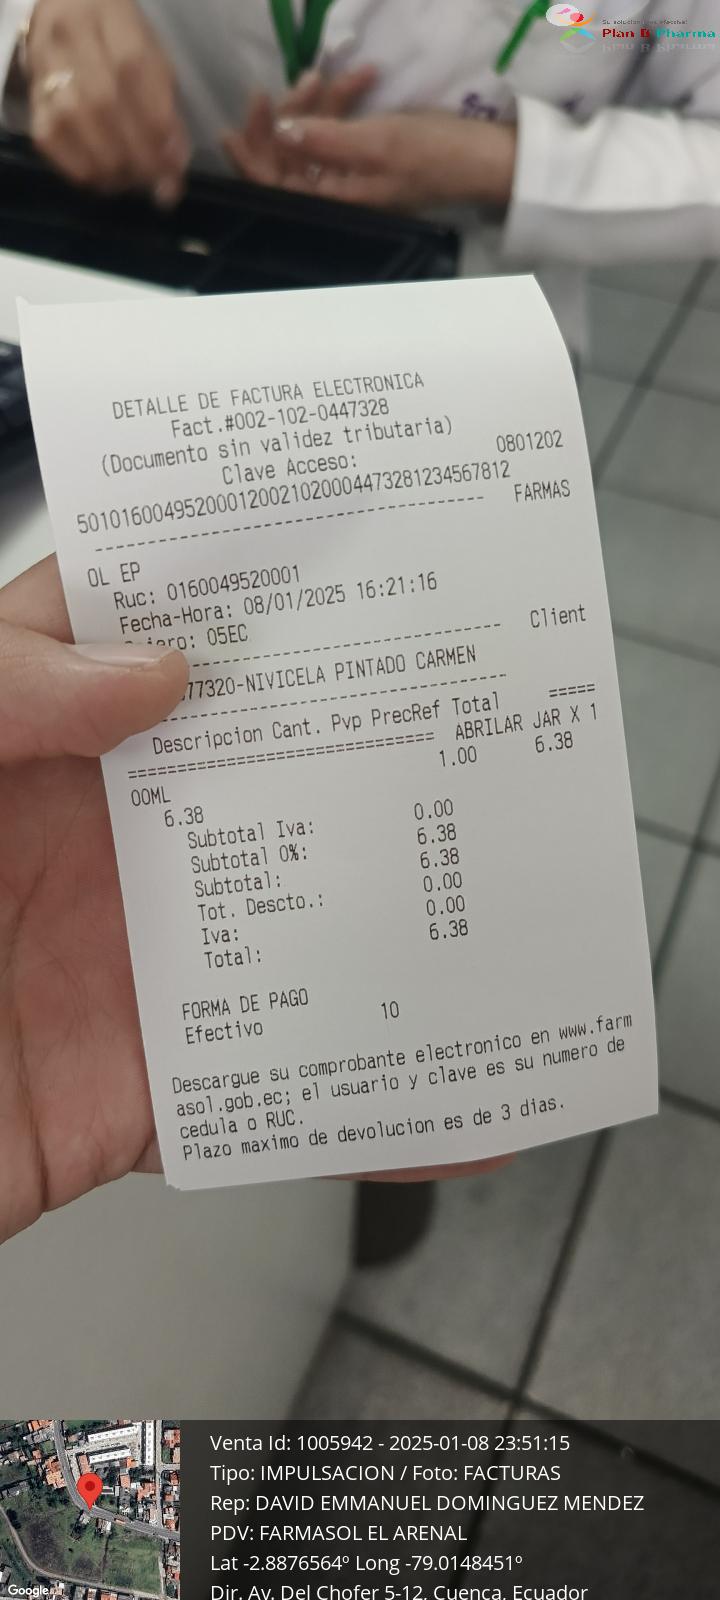 Su solucion mas efectiva!
Plan B Pharma
DETALLE DE FACTURA ELECTRONICA
Fact.#002-102-0447328
(Documento sin validez tributaria)
Clave Acceso: 0801202
501016004952000120021020004473281234567812
FARMAS
OL EP
Ruc: 0160049520001
Fecha-Hora: 08/01/2025 16:21:16
05EC
Client
77320-NIVICELA PINTADO CARMEN
Descripcion Cant. Pvp PrecRef Total
ABRILAR JAR X 1
00ML 1.00 6.38
6.38
Subtotal Iva: 0.00
Subtotal 0%: 6.38
Subtotal: 6.38
Tot. Descto.: 0.00
Iva: 0.00
Total: 6.38
FORMA DE PAGO
Efectivo 10
Descargue su comprobante electronico en www.farm
asol.gob.ec; el usuario y clave es su numero de
cedula o RUC.
Plazo maximo de devolucion es de 3 dias.
Venta Id: 1005942 - 2025-01-08 23:51:15
Tipo: IMPULSACION / Foto: FACTURAS
Rep: DAVID EMMANUEL DOMINGUEZ MENDEZ
PDV: FARMASOL EL ARENAL
Lat -2.8876564º Long -79.0148451º
Dir. Av. Del Chofer 5-12, Cuenca, Ecuador
Google